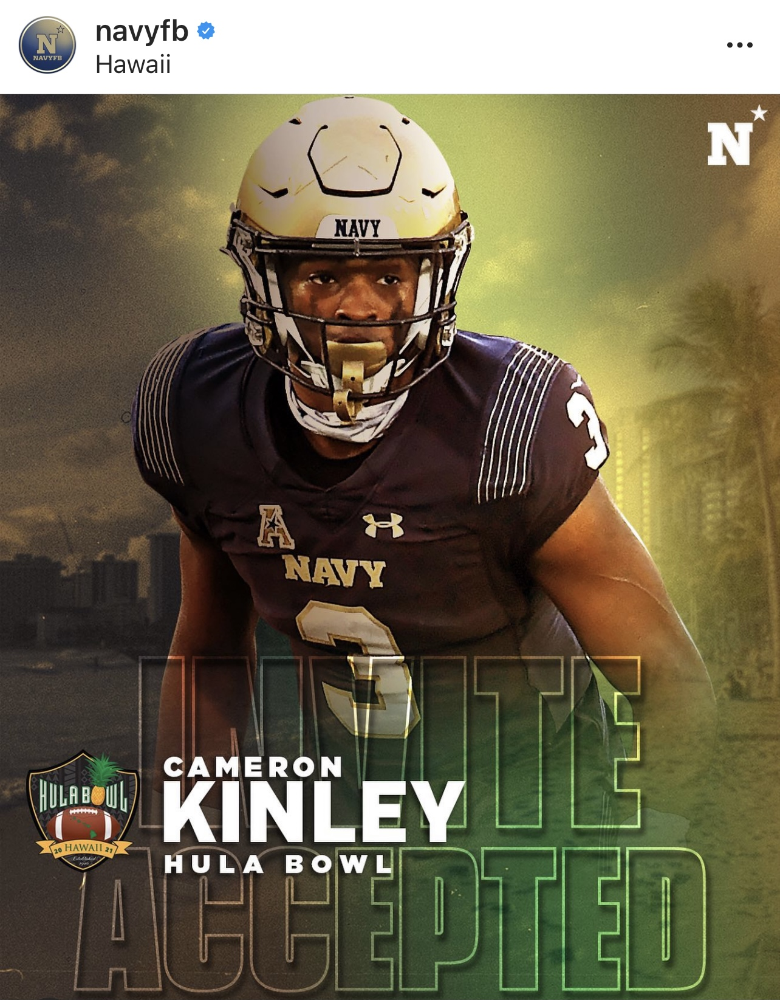 navyfb
Hawaii
N
NAVYFB
N
NAVY
3
A
NAVY
3
INVITE
CAMERON
KINLEY
HULA BOWL
HULA BOWL
20 HAWAII 21
ACCEPTED